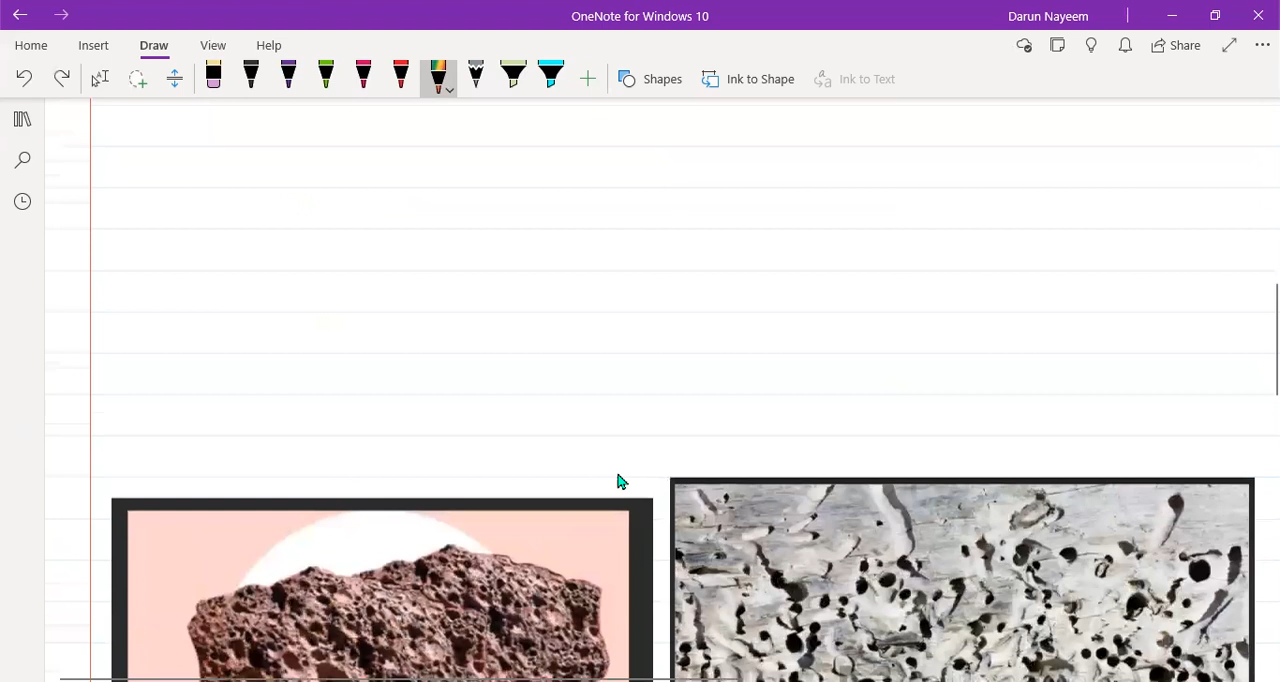 OneNote for Windows 10
Darun Nayeem
Home Insert Draw View Help
Share
Shapes Ink to Shape Ink to Text